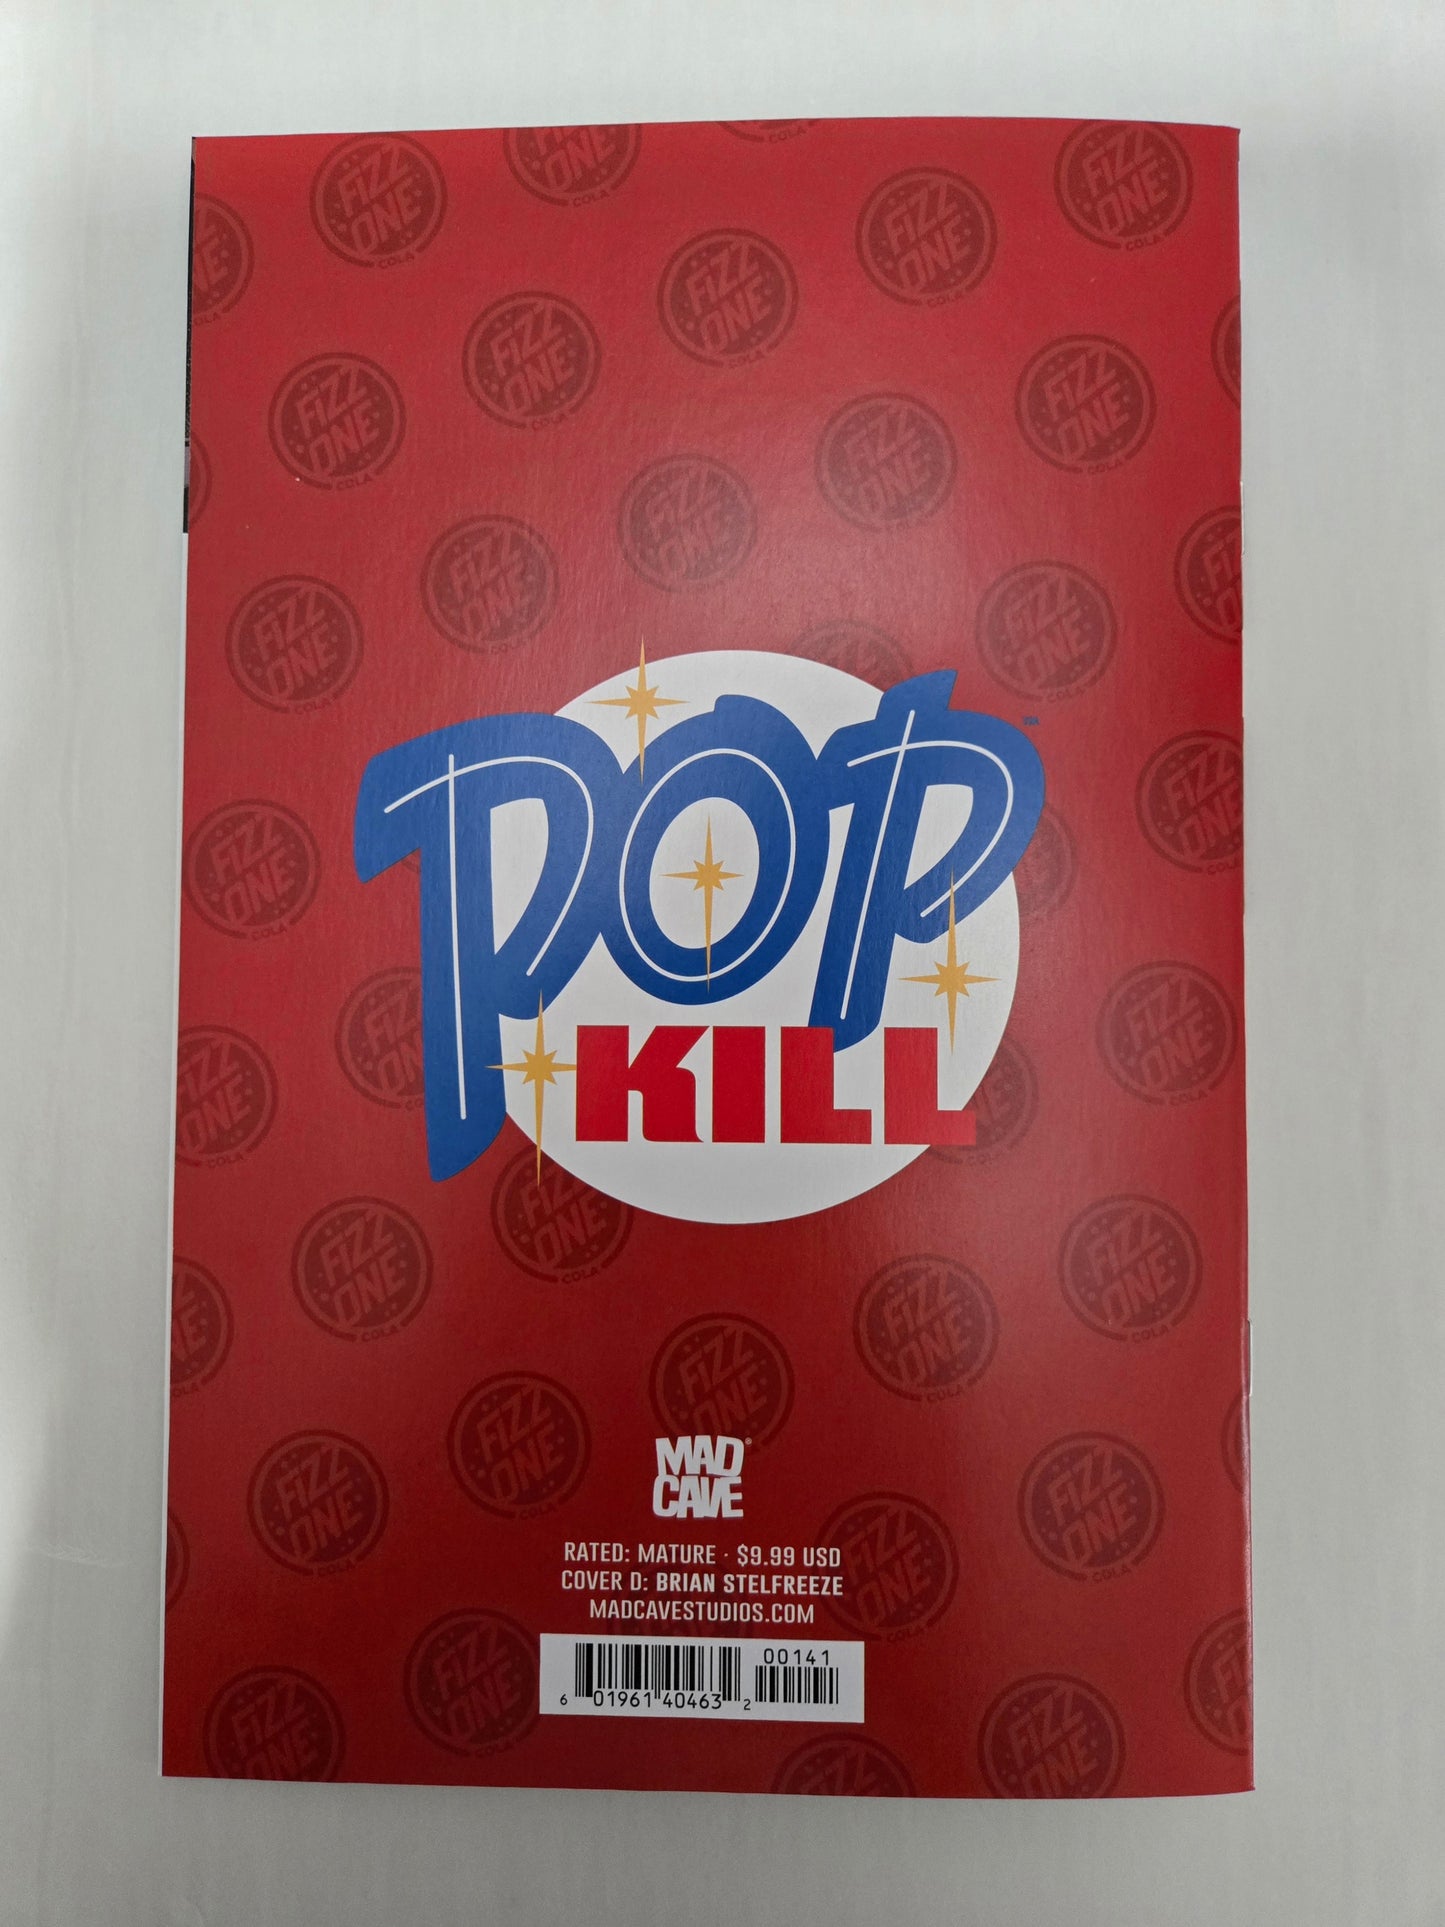 FIZZ
ONE
COLA
POP™
KILL
MAD®
CAVE
RATED: MATURE · $9.99 USD
COVER D: BRIAN STELFREEZE
MADCAVESTUDIOS.COM
00141
6 01961 40463 2